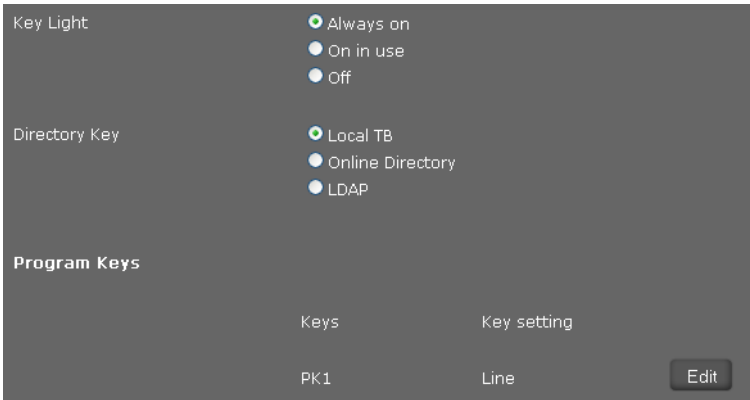 Key Light Always on
On in use
Off
Directory Key Local TB
Online Directory
LDAP
Program Keys
Keys Key setting
PK1 Line Edit